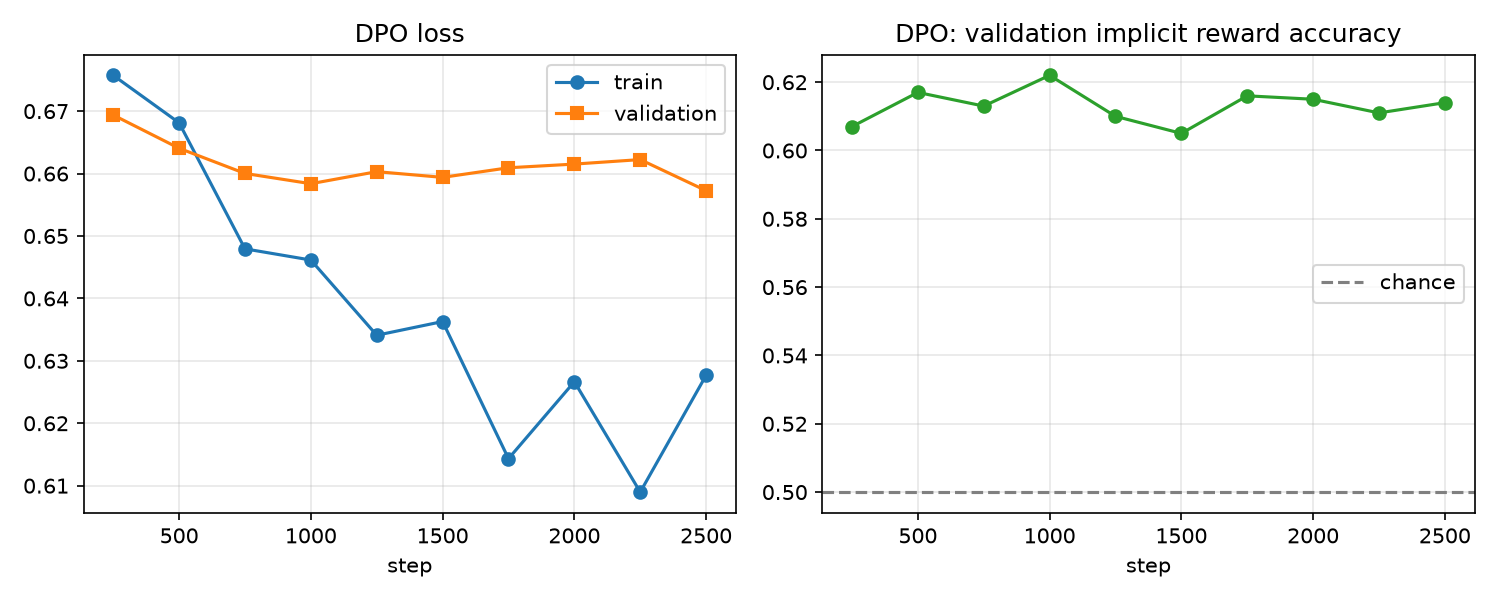 DPO loss
0.67
0.66
0.65
0.64
0.63
0.62
0.61
train
validation
500 1000 1500 2000 2500
step
DPO: validation implicit reward accuracy
0.62
0.60
0.58
0.56
0.54
0.52
0.50
chance
500 1000 1500 2000 2500
step